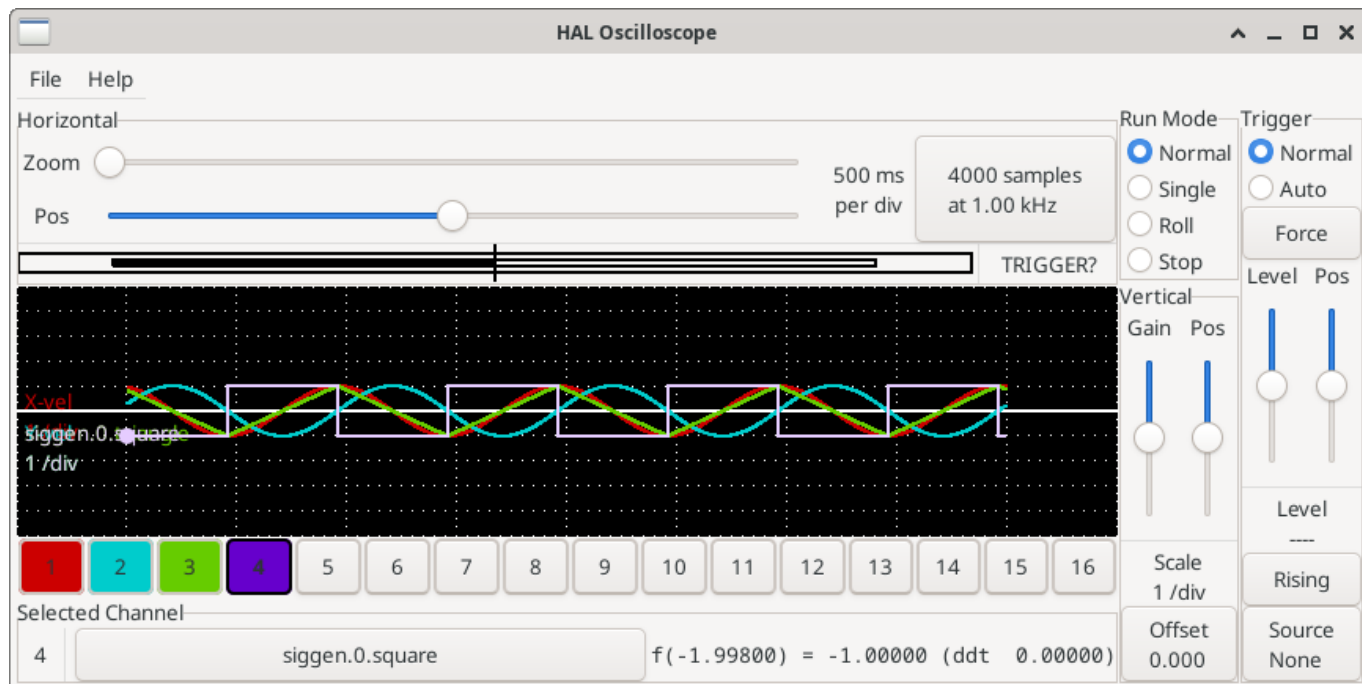 HAL Oscilloscope
File Help
Horizontal
Zoom
Pos
500 ms
per div
4000 samples
at 1.00 kHz
TRIGGER?
Run Mode
Normal
Single
Roll
Stop
Trigger
Normal
Auto
Force
Level Pos
Vertical
Gain Pos
X-vel
siggen.0.square
1 /div
1 2 3 4 5 6 7 8 9 10 11 12 13 14 15 16
Scale
1 /div
Offset
0.000
Level
----
Rising
Source
None
Selected Channel
4 siggen.0.square f(-1.99800) = -1.00000 (ddt 0.00000)